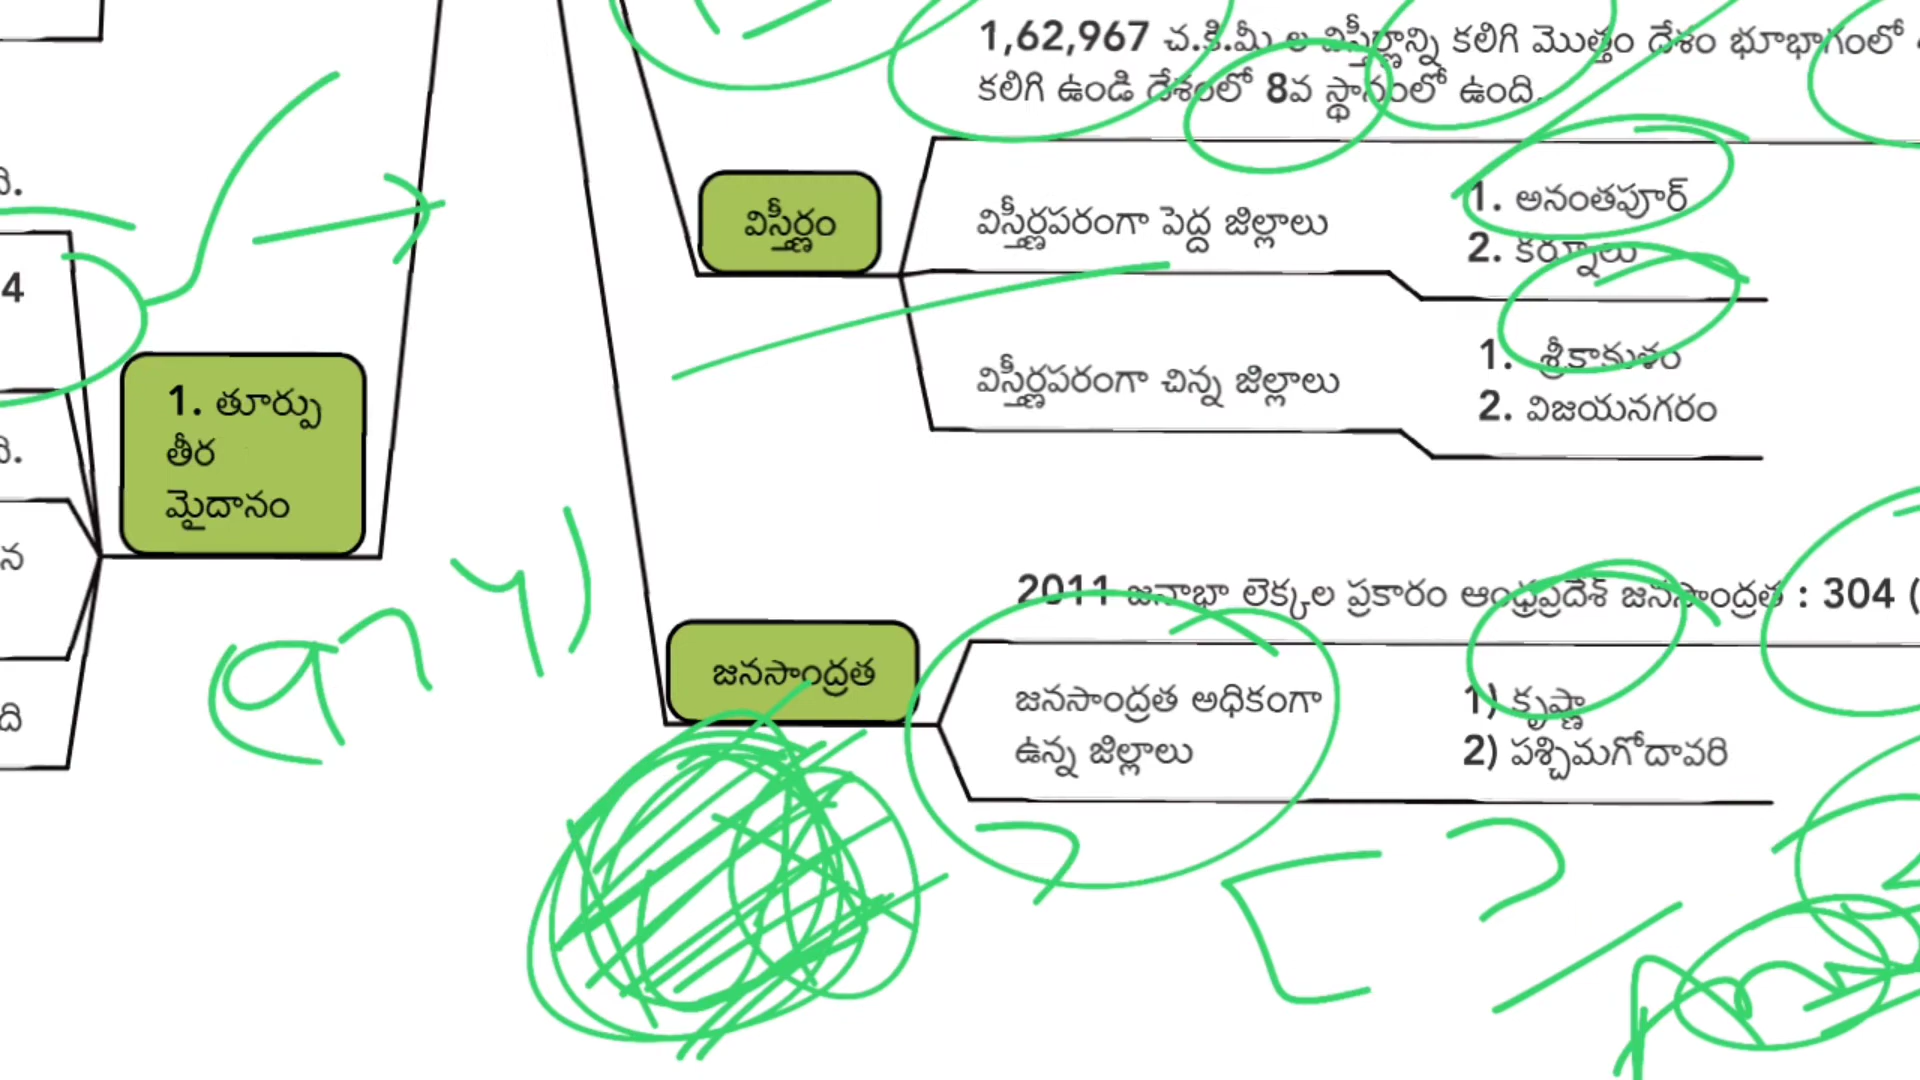 1,62,967 చ.కి.మీ ల విస్తీర్ణాన్ని కలిగి మొత్తం దేశం భూభాగంలో
కలిగి ఉండి దేశంలో 8వ స్థానంలో ఉంది.
విస్తీర్ణం
విస్తీర్ణపరంగా పెద్ద జిల్లాలు
1. అనంతపూర్
2. కర్నూలు
విస్తీర్ణపరంగా చిన్న జిల్లాలు
1. శ్రీకాకుళం
2. విజయనగరం
4
1. తూర్పు
తీర
మైదానం
న
ది
2011 జనాభా లెక్కల ప్రకారం ఆంధ్రప్రదేశ్ జనసాంద్రత : 304 (
జనసాంద్రత
జనసాంద్రత అధికంగా
ఉన్న జిల్లాలు
1) కృష్ణా
2) పశ్చిమగోదావరి